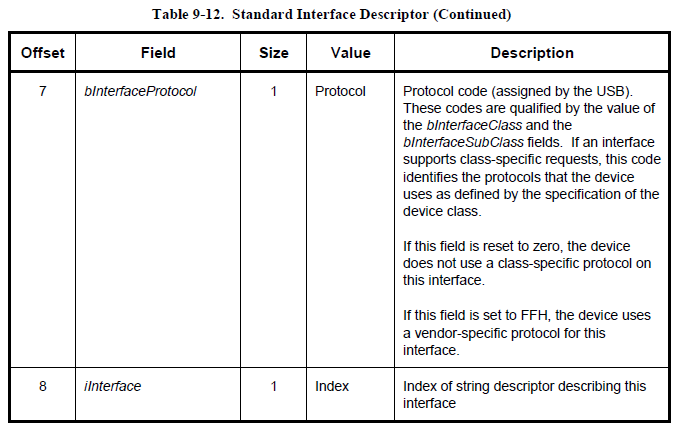 Table 9-12. Standard Interface Descriptor (Continued)
Offset Field Size Value Description
7 bInterfaceProtocol 1 Protocol Protocol code (assigned by the USB).
These codes are qualified by the value of
the bInterfaceClass and the
bInterfaceSubClass fields. If an interface
supports class-specific requests, this code
identifies the protocols that the device
uses as defined by the specification of the
device class.
If this field is reset to zero, the device
does not use a class-specific protocol on
this interface.
If this field is set to FFH, the device uses
a vendor-specific protocol for this
interface.
8 iInterface 1 Index Index of string descriptor describing this
interface